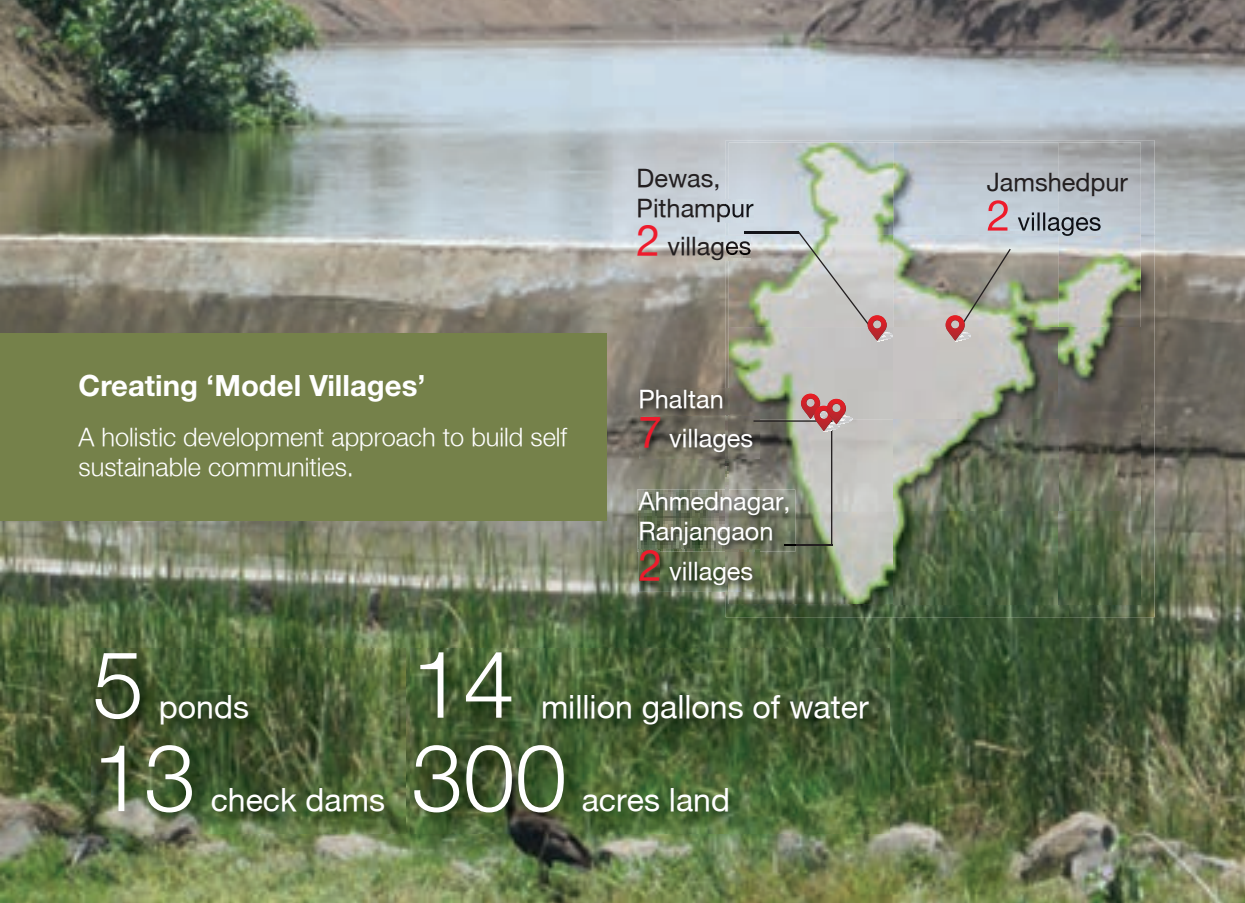 Dewas,
Pithampur
2 villages
Jamshedpur
2 villages
Creating ‘Model Villages’
A holistic development approach to build self
sustainable communities.
Phaltan
7 villages
Ahmednagar,
Ranjangaon
2 villages
5 ponds
14 million gallons of water
13 check dams
300 acres land